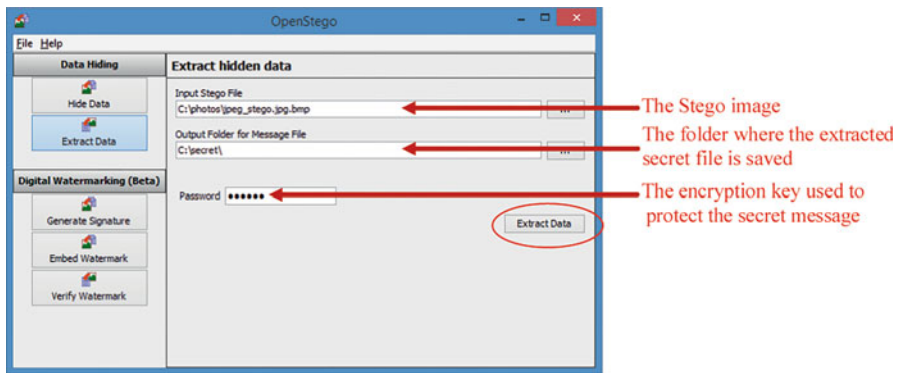 OpenStego
File Help
Data Hiding
Hide Data
Extract Data
Digital Watermarking (Beta)
Generate Signature
Embed Watermark
Verify Watermark
Extract hidden data
Input Stego File
C:\photos\jpeg_stego.jpg.bmp
...
Output Folder for Message File
C:\secret\
...
Password ●●●●●●
Extract Data
The Stego image
The folder where the extracted
secret file is saved
The encryption key used to
protect the secret message